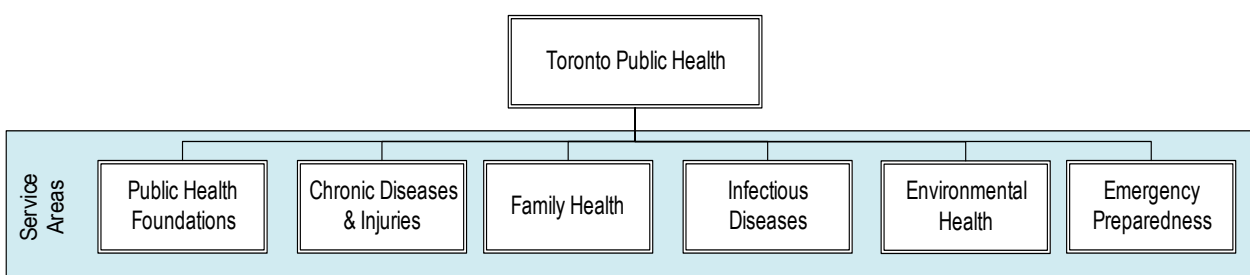 Toronto Public Health
Service
Areas
Public Health
Foundations
Chronic Diseases
& Injuries
Family Health
Infectious
Diseases
Environmental
Health
Emergency
Preparedness